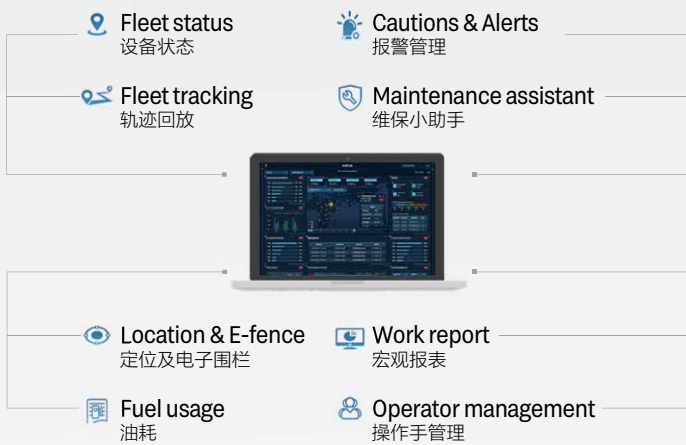 Fleet status
设备状态
Cautions & Alerts
报警管理
Fleet tracking
轨迹回放
Maintenance assistant
维保小助手
Location & E-fence
定位及电子围栏
Work report
宏观报表
Fuel usage
油耗
Operator management
操作手管理